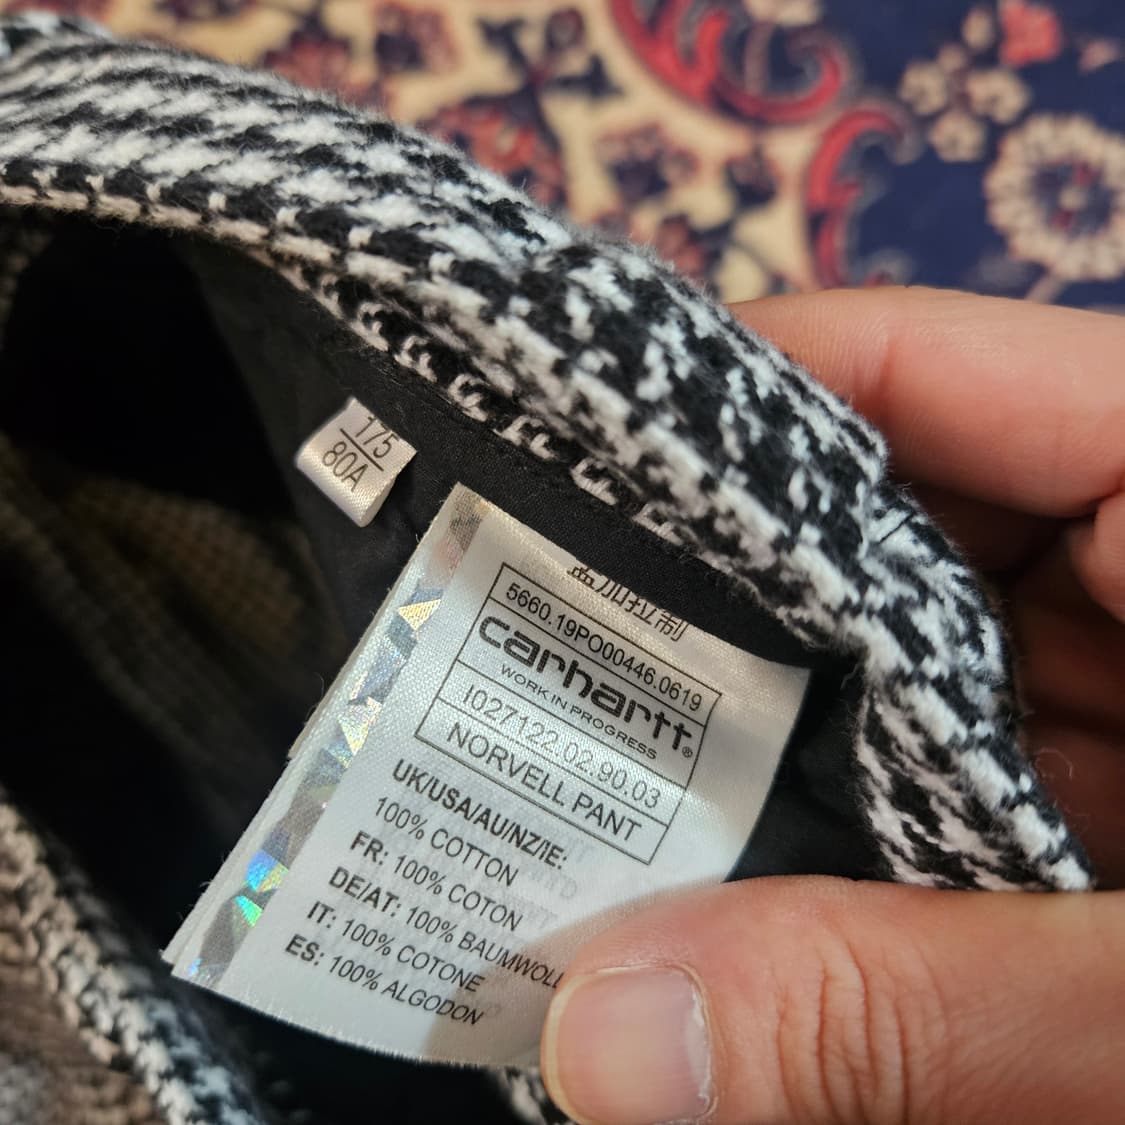 175
80A
孟加拉制
5660.19PO00446.0619
carhartt®
WORK IN PROGRESS
I027122.02.90.03
NORVELL PANT
UK/USA/AU/NZ/IE:
100% COTTON
FR: 100% COTON
DE/AT: 100% BAUMWOLL
IT: 100% COTONE
ES: 100% ALGODON